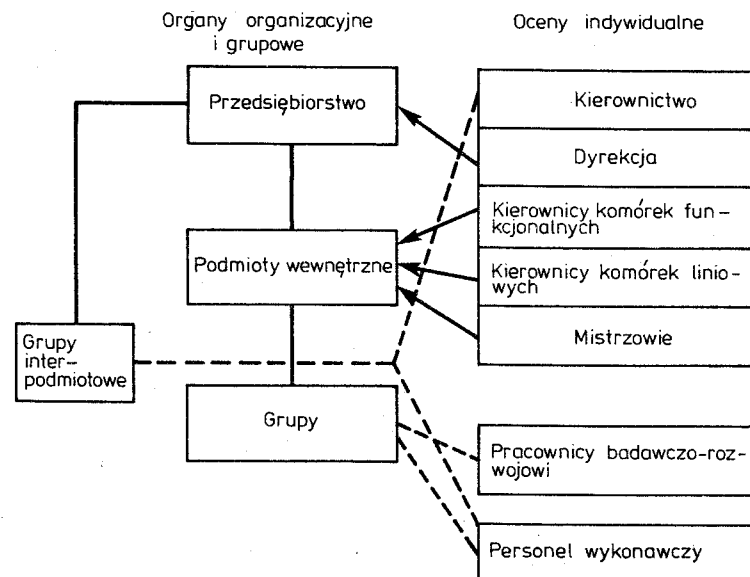 Organy organizacyjne
i grupowe
Oceny indywidualne
Przedsiębiorstwo
Kierownictwo
Dyrekcja
Kierownicy komórek fun-
kcjonalnych
Podmioty wewnętrzne
Kierownicy komórek linio-
wych
Mistrzowie
Grupy
inter-
podmiotowe
Grupy
Pracownicy badawczo-roz-
wojowi
Personel wykonawczy